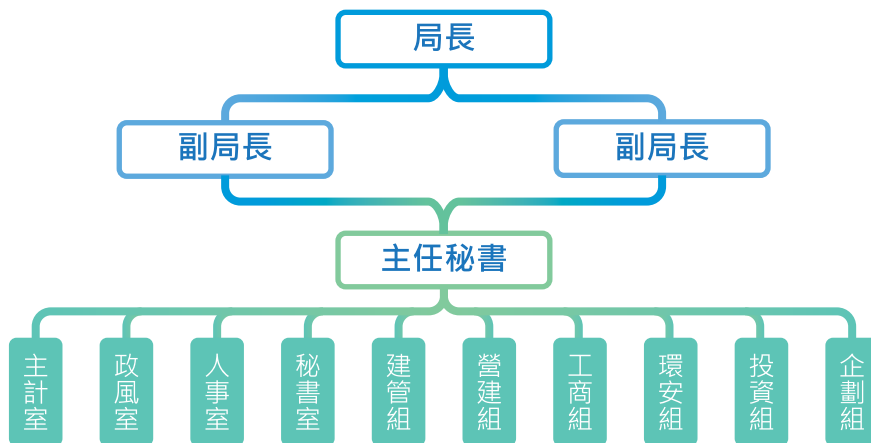 局長
副局長
副局長
主任秘書
主計室
政風室
人事室
秘書室
建管組
營建組
工商組
環安組
投資組
企劃組